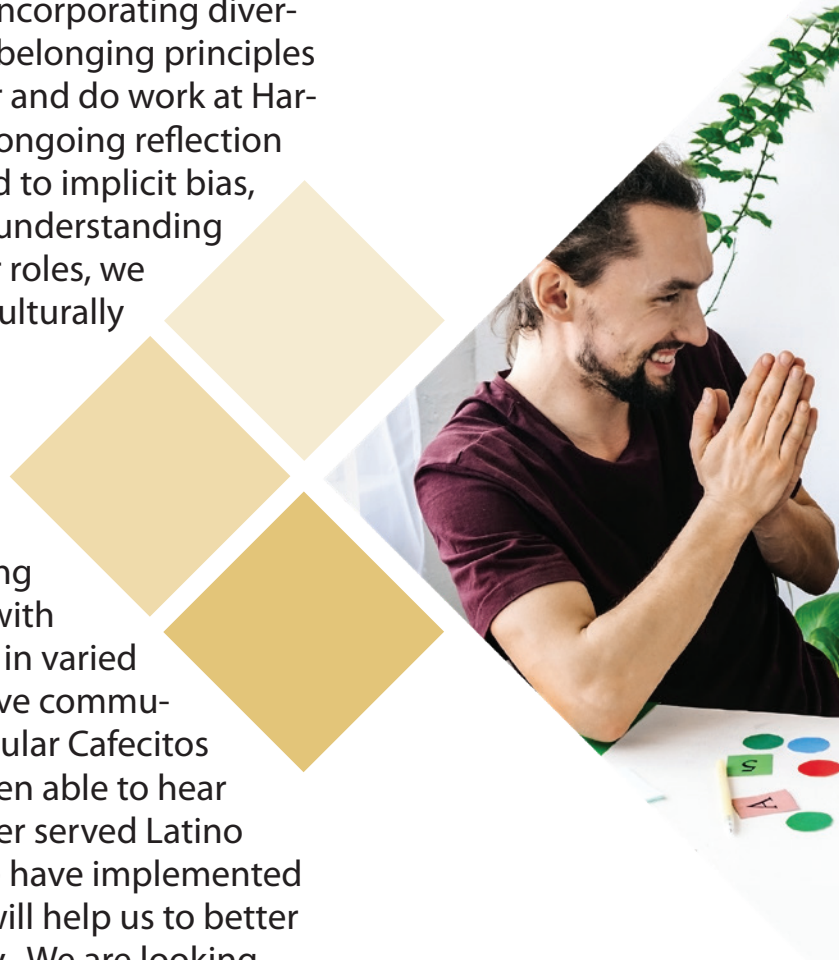 ncorporating diver-
belonging principles
r and do work at Har-
ongoing reflection
d to implicit bias,
understanding
r roles, we
ulturally
ng
with
in varied
ve commu-
ular Cafecitos
en able to hear
er served Latino
have implemented
will help us to better
y. We are looking
S
A